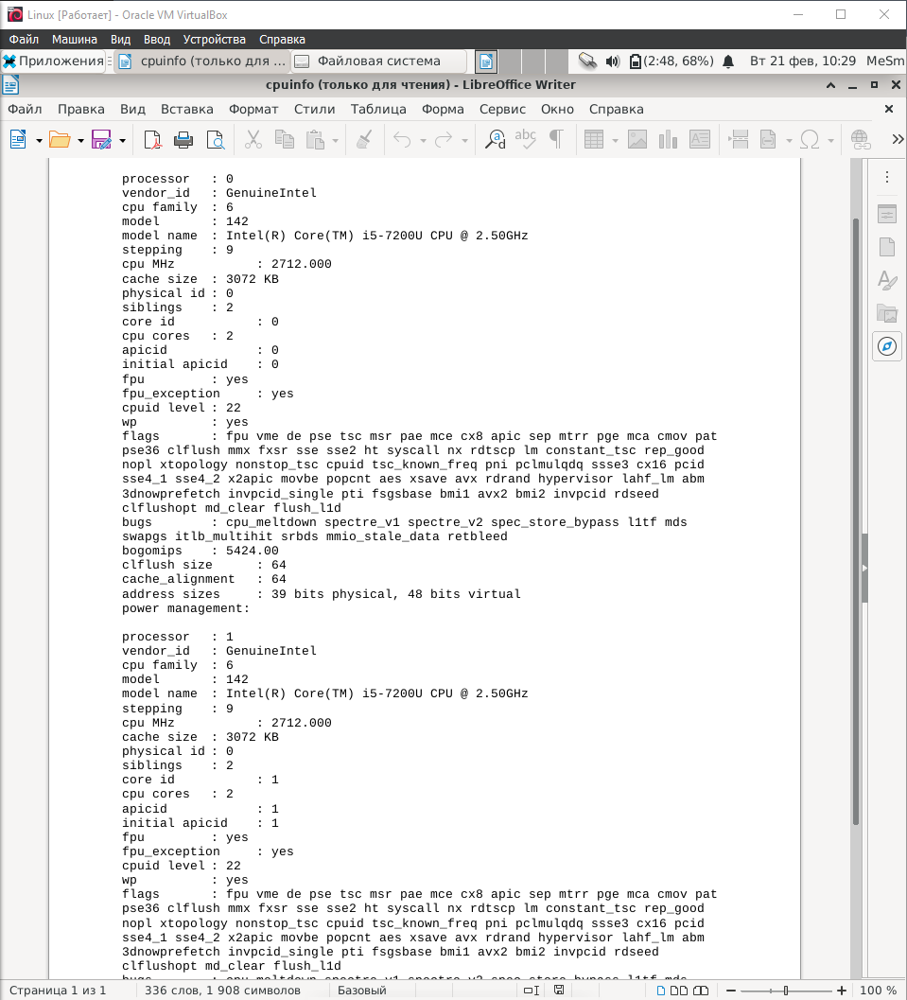 Linux [Работает] - Oracle VM VirtualBox
Файл Машина Вид Ввод Устройства Справка
Приложения cpuinfo (только для ... Файловая система (2:48, 68%) Вт 21 фев, 10:29 MeSm
cpuinfo (только для чтения) - LibreOffice Writer
Файл Правка Вид Вставка Формат Стили Таблица Форма Сервис Окно Справка
processor : 0
vendor_id : GenuineIntel
cpu family : 6
model : 142
model name : Intel(R) Core(TM) i5-7200U CPU @ 2.50GHz
stepping : 9
cpu MHz : 2712.000
cache size : 3072 KB
physical id : 0
siblings : 2
core id : 0
cpu cores : 2
apicid : 0
initial apicid : 0
fpu : yes
fpu_exception : yes
cpuid level : 22
wp : yes
flags : fpu vme de pse tsc msr pae mce cx8 apic sep mtrr pge mca cmov pat
pse36 clflush mmx fxsr sse sse2 ht syscall nx rdtscp lm constant_tsc rep_good
nopl xtopology nonstop_tsc cpuid tsc_known_freq pni pclmulqdq ssse3 cx16 pcid
sse4_1 sse4_2 x2apic movbe popcnt aes xsave avx rdrand hypervisor lahf_lm abm
3dnowprefetch invpcid_single pti fsgsbase bmi1 avx2 bmi2 invpcid rdseed
clflushopt md_clear flush_l1d
bugs : cpu_meltdown spectre_v1 spectre_v2 spec_store_bypass l1tf mds
swapgs itlb_multihit srbds mmio_stale_data retbleed
bogomips : 5424.00
clflush size : 64
cache_alignment : 64
address sizes : 39 bits physical, 48 bits virtual
power management:
processor : 1
vendor_id : GenuineIntel
cpu family : 6
model : 142
model name : Intel(R) Core(TM) i5-7200U CPU @ 2.50GHz
stepping : 9
cpu MHz : 2712.000
cache size : 3072 KB
physical id : 0
siblings : 2
core id : 1
cpu cores : 2
apicid : 1
initial apicid : 1
fpu : yes
fpu_exception : yes
cpuid level : 22
wp : yes
flags : fpu vme de pse tsc msr pae mce cx8 apic sep mtrr pge mca cmov pat
pse36 clflush mmx fxsr sse sse2 ht syscall nx rdtscp lm constant_tsc rep_good
nopl xtopology nonstop_tsc cpuid tsc_known_freq pni pclmulqdq ssse3 cx16 pcid
sse4_1 sse4_2 x2apic movbe popcnt aes xsave avx rdrand hypervisor lahf_lm abm
3dnowprefetch invpcid_single pti fsgsbase bmi1 avx2 bmi2 invpcid rdseed
clflushopt md_clear flush_l1d
bugs : cpu_meltdown spectre_v1 spectre_v2 spec_store_bypass l1tf mds
Страница 1 из 1 336 слов, 1 908 символов Базовый 100 %